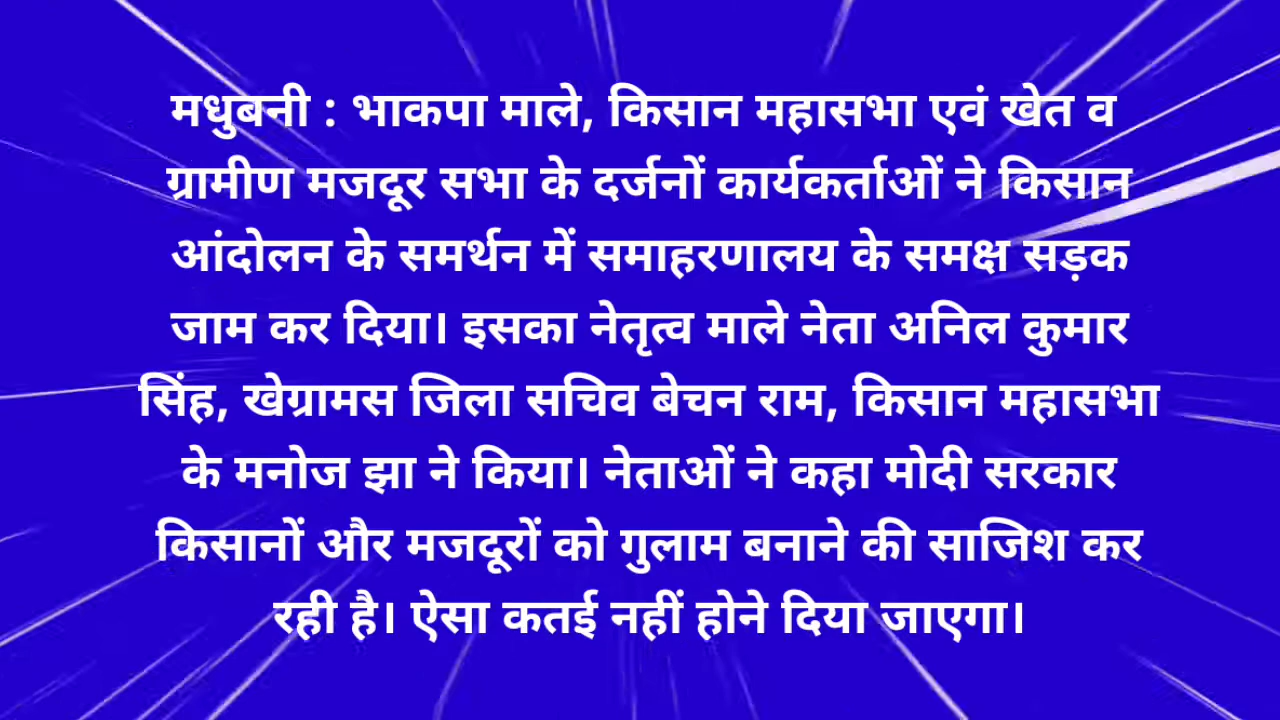 मधुबनी : भाकपा माले, किसान महासभा एवं खेत व
ग्रामीण मजदूर सभा के दर्जनों कार्यकर्ताओं ने किसान
आंदोलन के समर्थन में समाहरणालय के समक्ष सड़क
जाम कर दिया। इसका नेतृत्व माले नेता अनिल कुमार
सिंह, खेग्रामस जिला सचिव बेचन राम, किसान महासभा
के मनोज झा ने किया। नेताओं ने कहा मोदी सरकार
किसानों और मजदूरों को गुलाम बनाने की साजिश कर
रही है। ऐसा कतई नहीं होने दिया जाएगा।